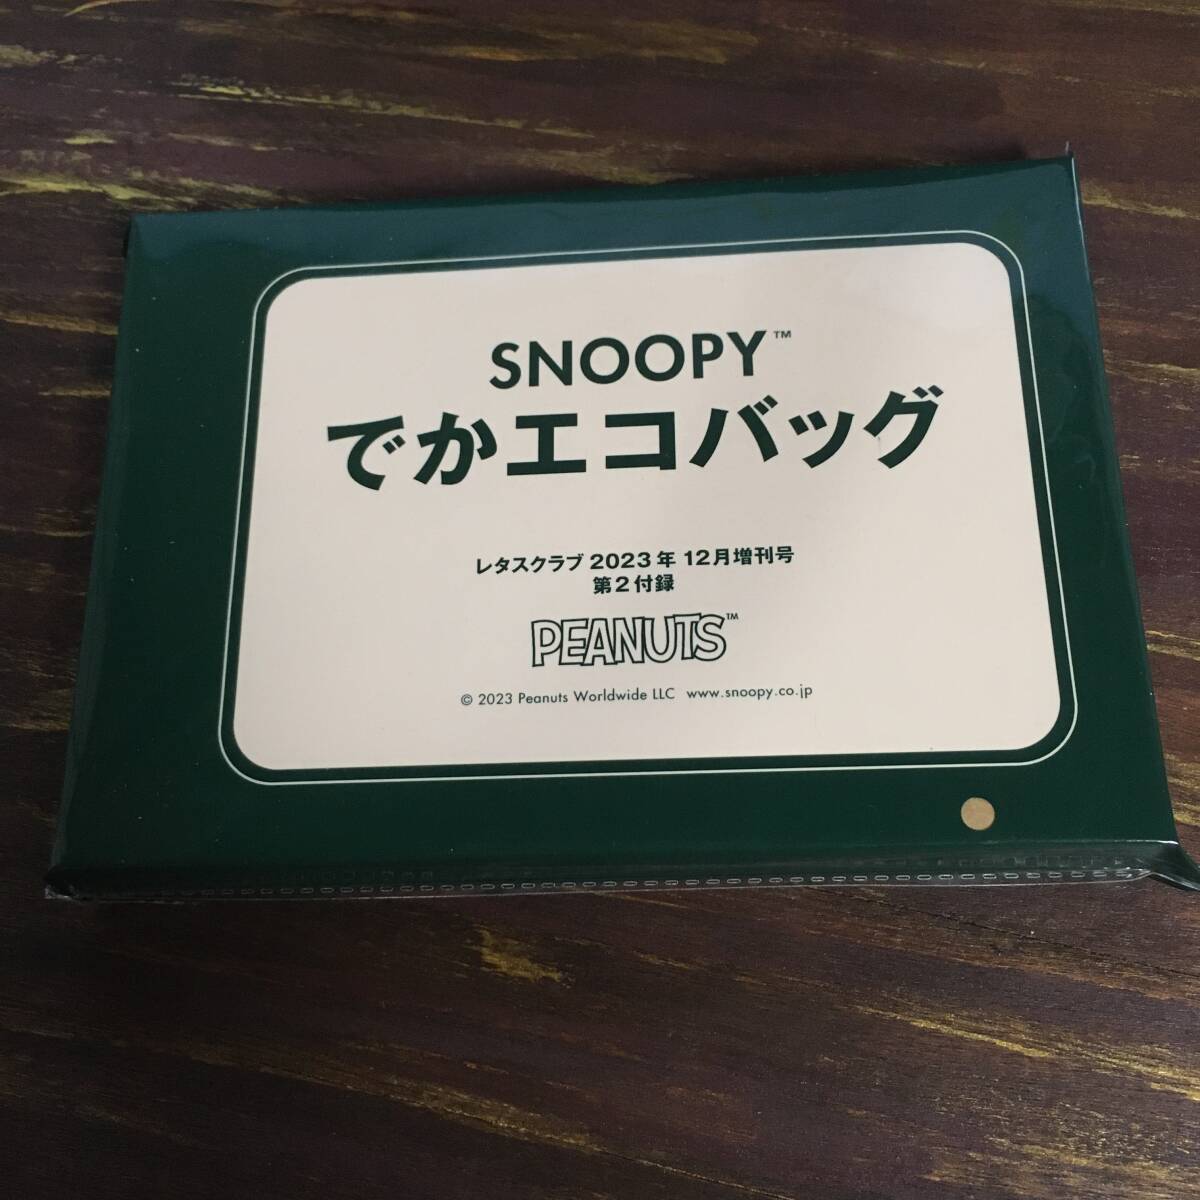 SNOOPY™
でかエコバッグ
レタスクラブ 2023年 12月増刊号
第2付録
PEANUTS™
© 2023 Peanuts Worldwide LLC www.snoopy.co.jp